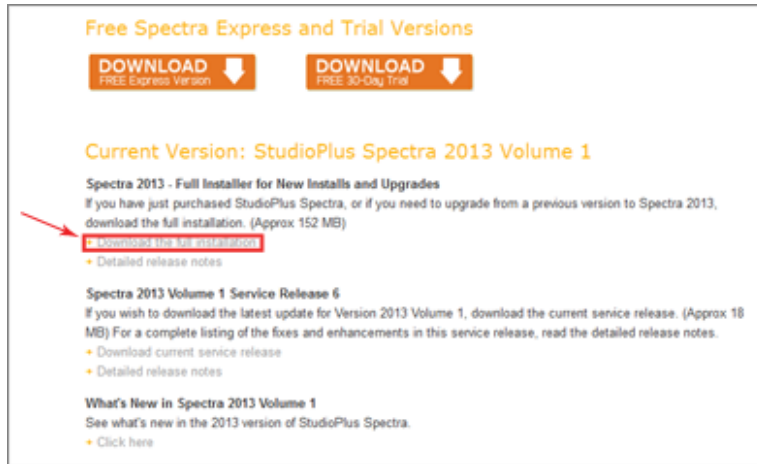 Free Spectra Express and Trial Versions
DOWNLOAD
FREE Express Version
DOWNLOAD
FREE 30-Day Trial
Current Version: StudioPlus Spectra 2013 Volume 1
Spectra 2013 - Full Installer for New Installs and Upgrades
If you have just purchased StudioPlus Spectra, or if you need to upgrade from a previous version to Spectra 2013,
download the full installation. (Approx 152 MB)
+ Download the full installation
+ Detailed release notes
Spectra 2013 Volume 1 Service Release 6
If you wish to download the latest update for Version 2013 Volume 1, download the current service release. (Approx 18
MB) For a complete listing of the fixes and enhancements in this service release, read the detailed release notes.
+ Download current service release
+ Detailed release notes
What's New in Spectra 2013 Volume 1
See what's new in the 2013 version of StudioPlus Spectra.
+ Click here